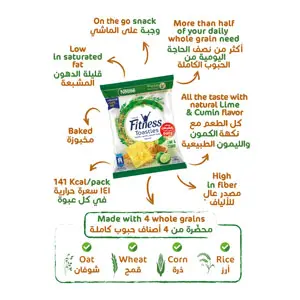 On the go snack
وجبة على الماشي
More than half
of your daily
whole grain need
أكثر من نصف الحاجة
اليومية من
الحبوب الكاملة
Low
in saturated
fat
قليلة الدهون
المشبعة
All the taste with
natural Lime
& Cumin flavor
كل الطعم مع
نكهة الكمون
والليمون الطبيعية
Nestlé
Fitness
Toasties
Baked
مخبوزة
141 Kcal/pack
١٤١ سعرة حرارية
في كل عبوة
High
in fiber
مصدر عال
للألياف
Made with 4 whole grains
محضّرة من 4 أصناف حبوب كاملة
Oat
شوفان
Wheat
قمح
Corn
ذرة
Rice
أرز